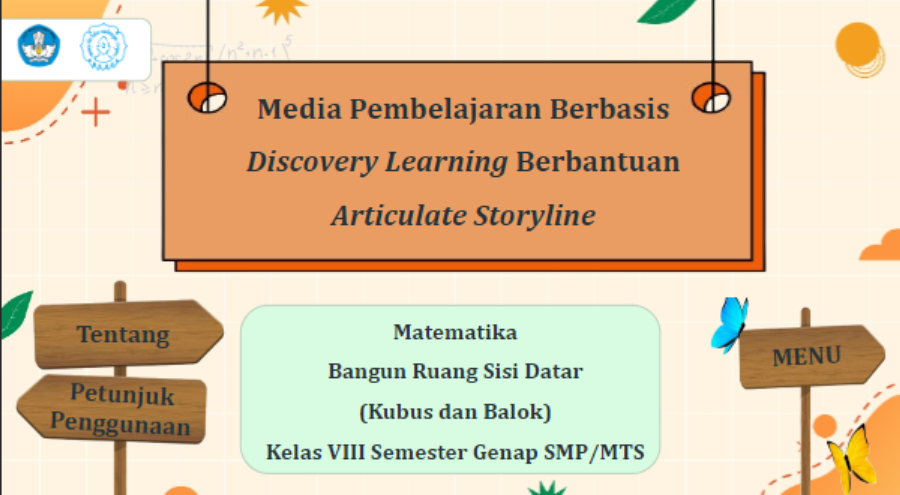 Media Pembelajaran Berbasis
Discovery Learning Berbantuan
Articulate Storyline
Tentang
Petunjuk
Penggunaan
Matematika
Bangun Ruang Sisi Datar
(Kubus dan Balok)
Kelas VIII Semester Genap SMP/MTS
MENU